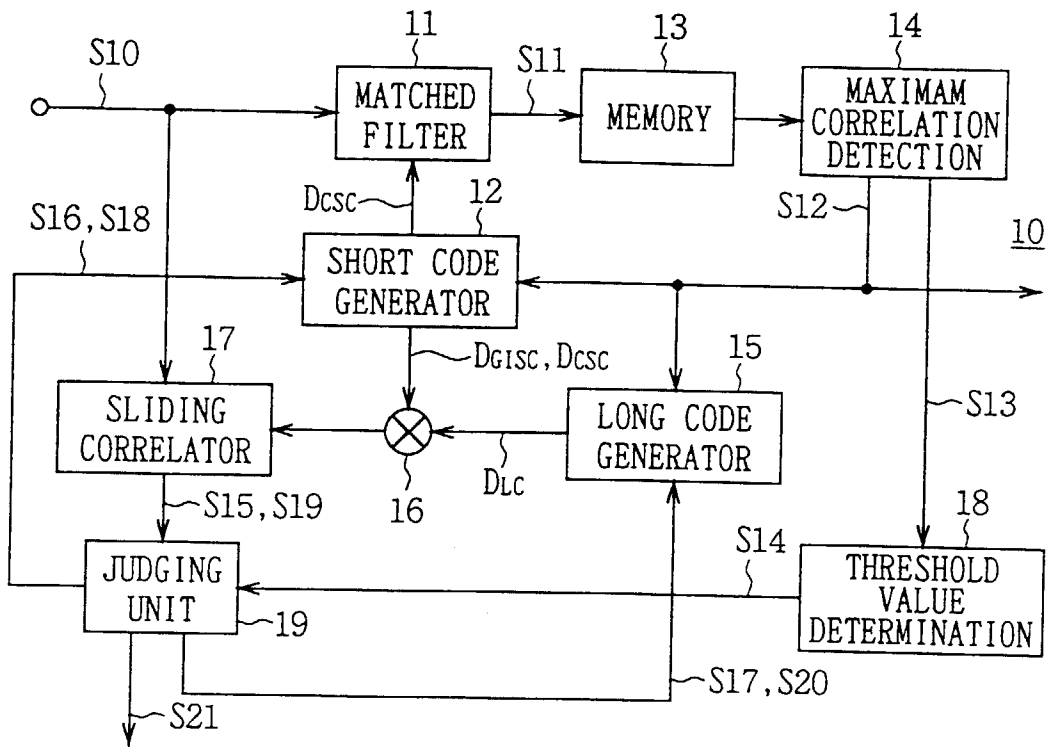 11
13
14
S10
S11
MATCHED
FILTER
MEMORY
MAXIMAM
CORRELATION
DETECTION
DCSC
12
S12
S16, S18
10
SHORT CODE
GENERATOR
17
DGISC, DCSC
15
SLIDING
CORRELATOR
LONG CODE
GENERATOR
S13
16
DLC
S15, S19
18
S14
JUDGING
UNIT
19
THRESHOLD
VALUE
DETERMINATION
S17, S20
S21